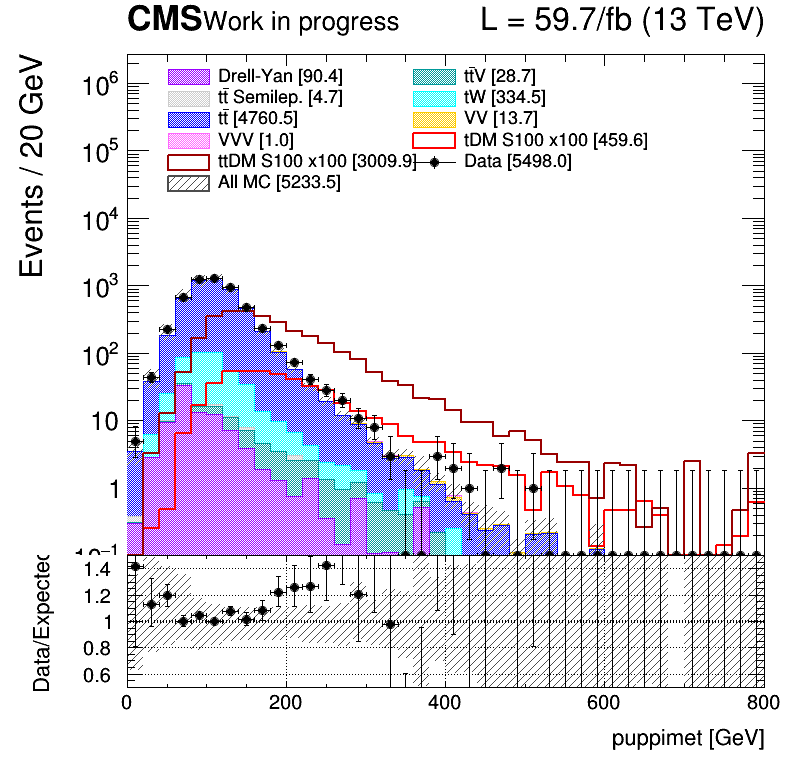 CMS Work in progress L = 59.7/fb (13 TeV)
Events / 20 GeV
10⁶
10⁵
10⁴
10³
10²
10
1
10⁻¹
Drell-Yan [90.4]
tt̄V [28.7]
tt̄ Semilep. [4.7]
tW [334.5]
tt̄ [4760.5]
VV [13.7]
VVV [1.0]
tDM S100 x100 [459.6]
ttDM S100 x100 [3009.9]
Data [5498.0]
All MC [5233.5]
Data/Expected
1.4
1.2
1
0.8
0.6
0 200 400 600 800
puppimet [GeV]